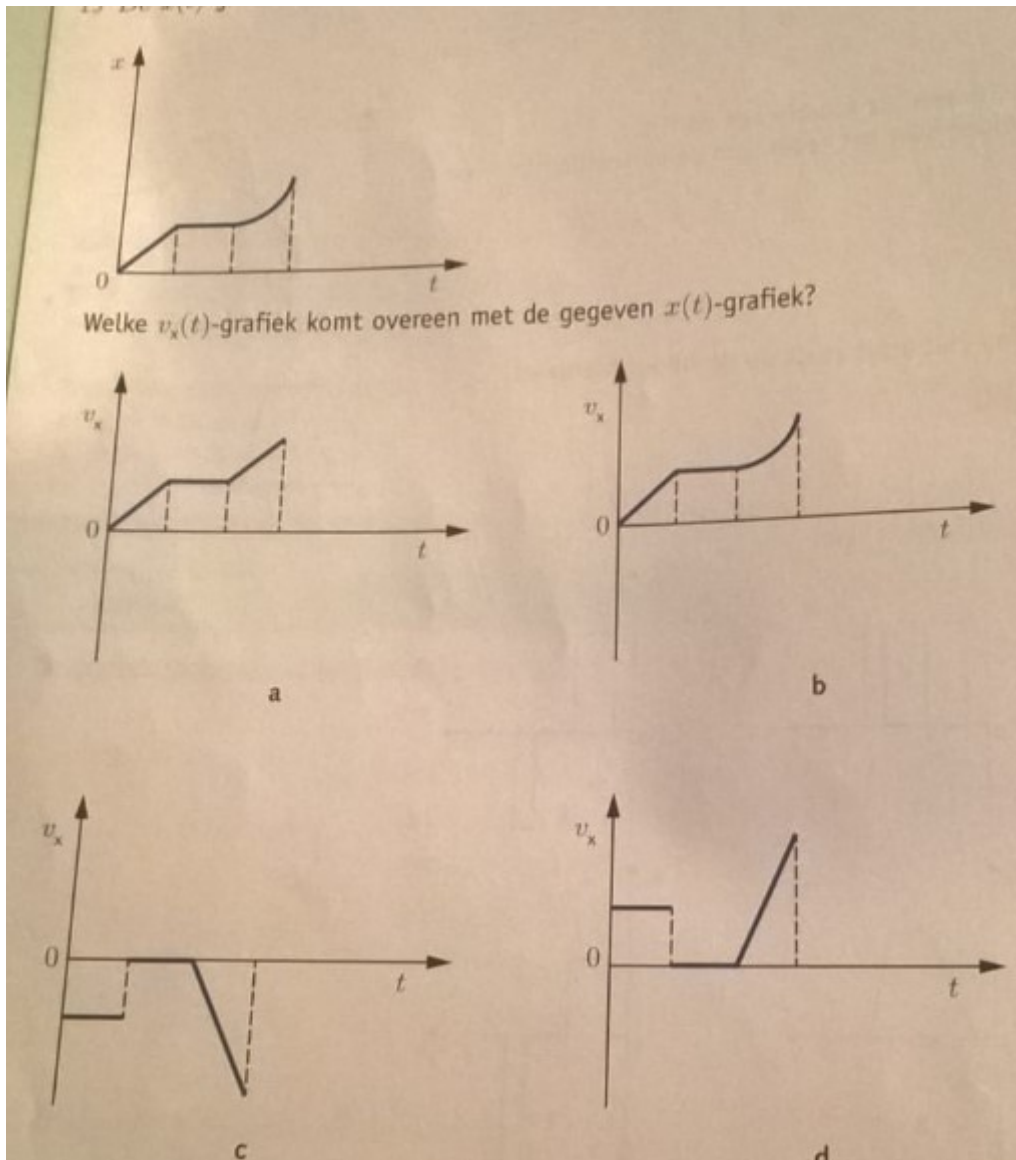 x
0
t
Welke vₓ(t)-grafiek komt overeen met de gegeven x(t)-grafiek?
vₓ
0
t
a
vₓ
0
t
b
vₓ
0
t
c
vₓ
0
t
d